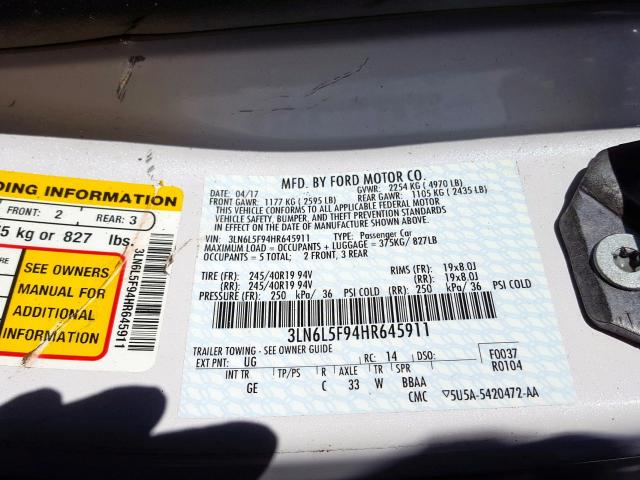 DING INFORMATION
FRONT: 2 REAR: 3
5 kg or 827 lbs.
SEE OWNERS
MANUAL FOR
ADDITIONAL
INFORMATION
3LN6L5F94HR645911
MFD. BY FORD MOTOR CO.
DATE: 04/17 GVWR: 2254 KG ( 4970 LB)
FRONT GAWR: 1177 KG ( 2595 LB) REAR GAWR: 1105 KG ( 2435 LB)
THIS VEHICLE CONFORMS TO ALL APPLICABLE FEDERAL MOTOR
VEHICLE SAFETY, BUMPER, AND THEFT PREVENTION STANDARDS
IN EFFECT ON THE DATE OF MANUFACTURE SHOWN ABOVE.
VIN: 3LN6L5F94HR645911 TYPE: Passenger Car
MAXIMUM LOAD = OCCUPANTS + LUGGAGE = 375KG / 827LB
OCCUPANTS = 5 TOTAL: 2 FRONT, 3 REAR
TIRE (FR): 245/40R19 94V RIMS (FR): 19x8.0J
(RR): 245/40R19 94V (RR): 19x8.0J
PRESSURE (FR): 250 kPa/ 36 PSI COLD (RR): 250 kPa/ 36 PSI COLD
3LN6L5F94HR645911
TRAILER TOWING - SEE OWNER GUIDE
EXT PNT: UG RC: 14 DSO: F0037
R0104
INT TR TP/PS R AXLE TR SPR
GE C 33 W BBAA
CMC ▽5U5A-5420472-AA